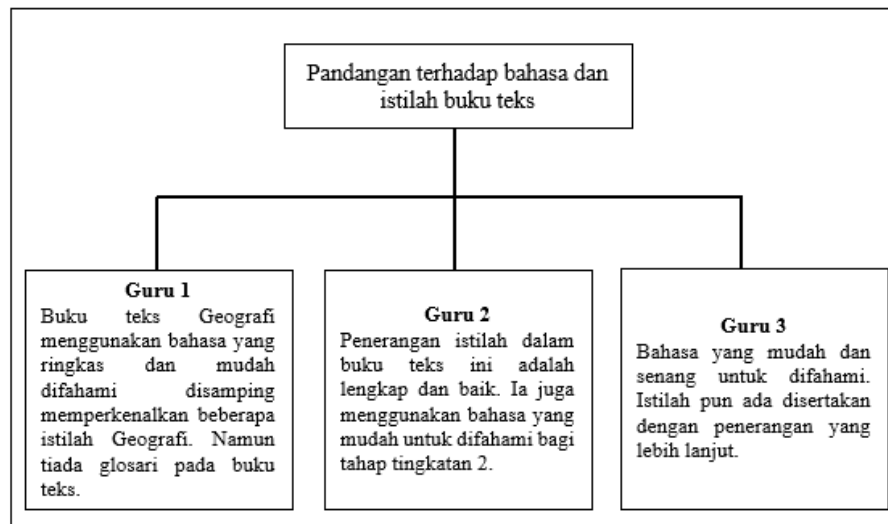 Pandangan terhadap bahasa dan
istilah buku teks
Guru 1
Buku teks Geografi
menggunakan bahasa yang
ringkas dan mudah
difahami disamping
memperkenalkan beberapa
istilah Geografi. Namun
tiada glosari pada buku
teks.
Guru 2
Penerangan istilah dalam
buku teks ini adalah
lengkap dan baik. Ia juga
menggunakan bahasa yang
mudah untuk difahami bagi
tahap tingkatan 2.
Guru 3
Bahasa yang mudah dan
senang untuk difahami.
Istilah pun ada disertakan
dengan penerangan yang
lebih lanjut.